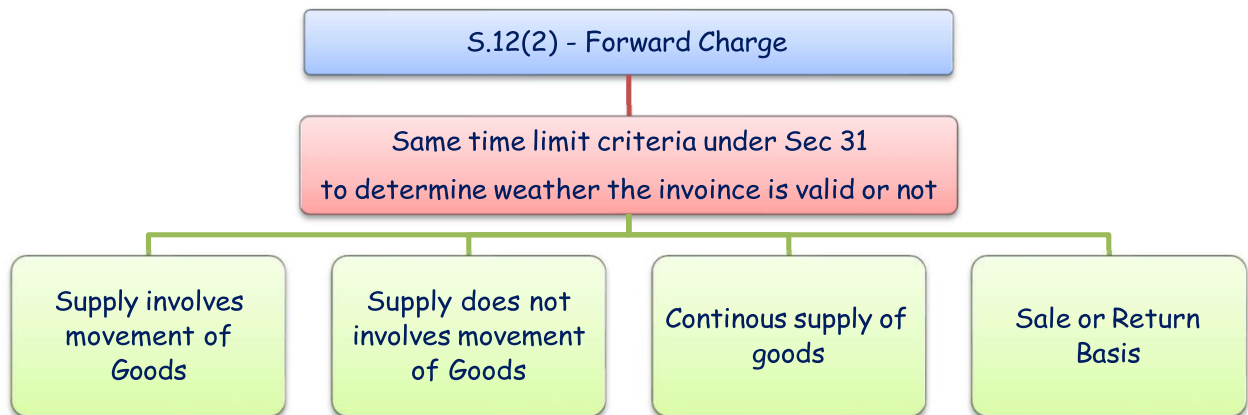 S.12(2) - Forward Charge
Same time limit criteria under Sec 31
to determine weather the invoince is valid or not
Supply involves
movement of
Goods
Supply does not
involves movement
of Goods
Continous supply of
goods
Sale or Return
Basis